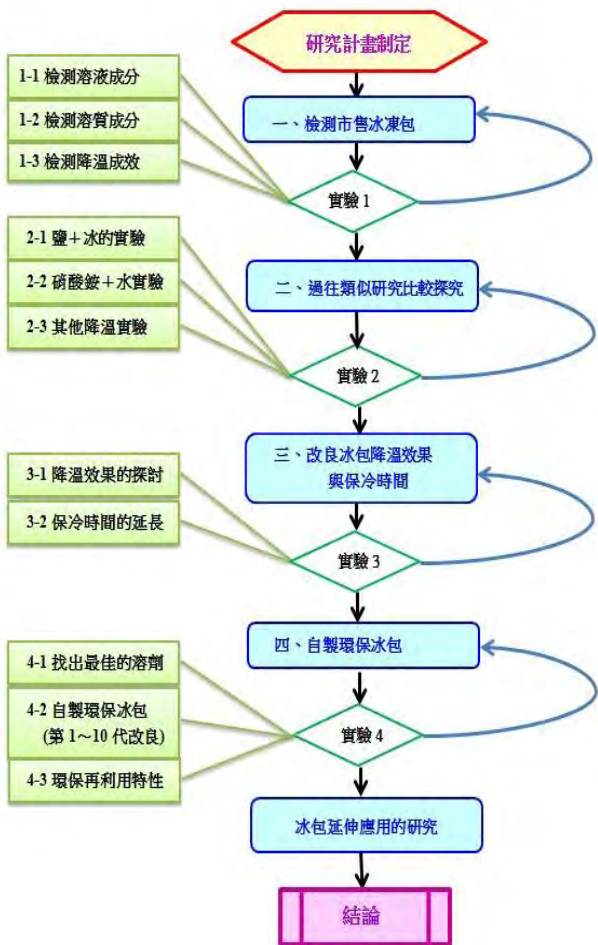 研究計畫制定
1-1 檢測溶液成分
1-2 檢測溶質成分
1-3 檢測降溫成效
一、檢測市售冰凍包
實驗 1
2-1 鹽＋冰的實驗
2-2 硝酸銨＋水實驗
2-3 其他降溫實驗
二、過往類似研究比較探究
實驗 2
3-1 降溫效果的探討
3-2 保冷時間的延長
三、改良冰包降溫效果
與保冷時間
實驗 3
4-1 找出最佳的溶劑
4-2 自製環保冰包
(第 1～10 代改良)
4-3 環保再利用特性
四、自製環保冰包
實驗 4
冰包延伸應用的研究
結論